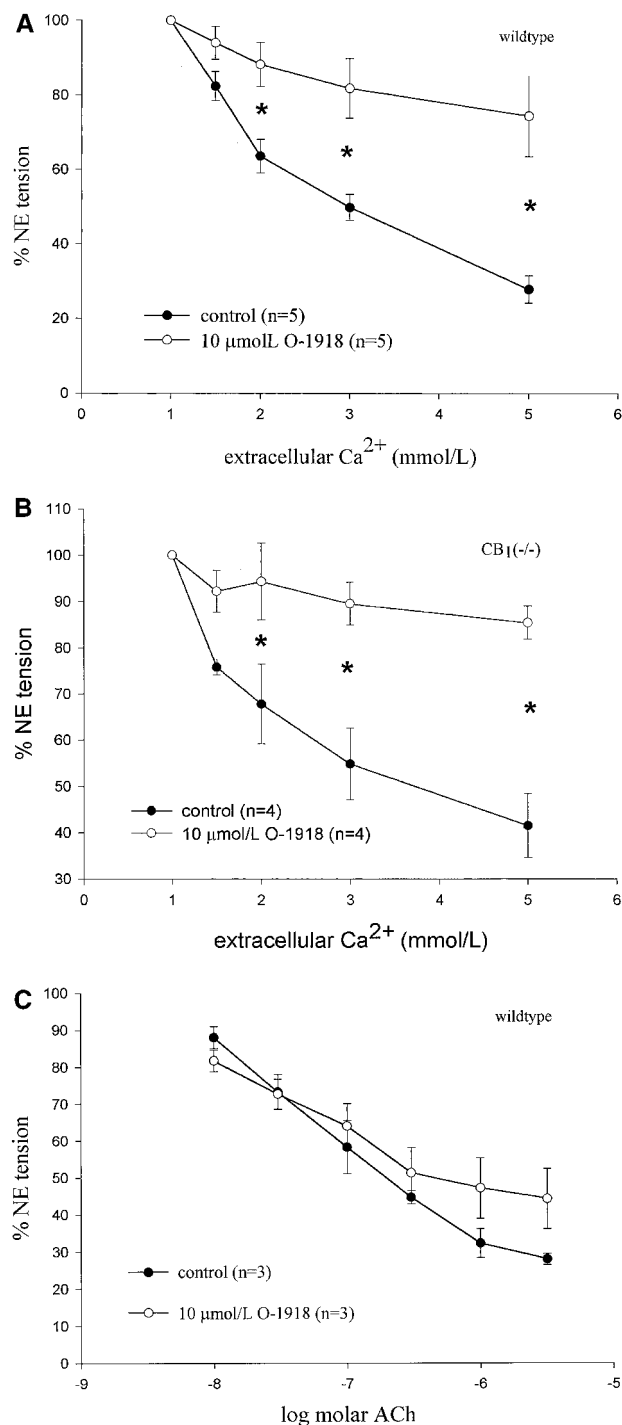 A
wildtype
100
80
60
40
20
0
% NE tension
*
*
*
control (n=5)
10 μmolL O-1918 (n=5)
0 1 2 3 4 5 6
extracellular Ca2+ (mmol/L)
B
CB1(-/-)
110
100
90
80
70
60
50
40
30
% NE tension
*
*
*
control (n=4)
10 μmol/L O-1918 (n=4)
0 1 2 3 4 5 6
extracellular Ca2+ (mmol/L)
C
wildtype
100
90
80
70
60
50
40
30
20
10
0
% NE tension
control (n=3)
10 μmol/L O-1918 (n=3)
-9 -8 -7 -6 -5
log molar ACh